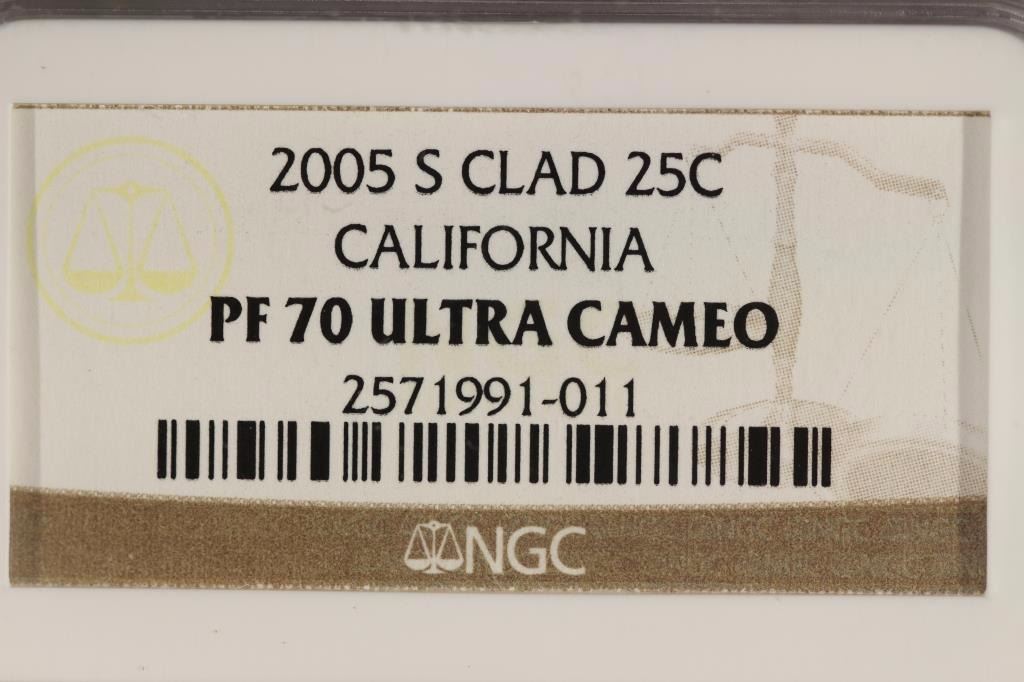 2005 S CLAD 25C
CALIFORNIA
PF 70 ULTRA CAMEO
2571991-011
NGC